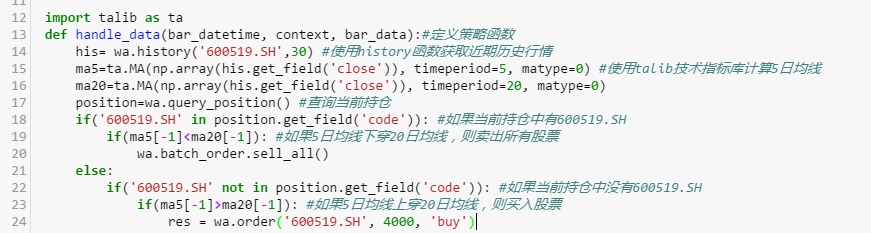 11
12 import talib as ta
13 def handle_data(bar_datetime, context, bar_data):#定义策略函数
14     his= wa.history('600519.SH',30) #使用history函数获取近期历史行情
15     ma5=ta.MA(np.array(his.get_field('close')), timeperiod=5, matype=0) #使用talib技术指标库计算5日均线
16     ma20=ta.MA(np.array(his.get_field('close')), timeperiod=20, matype=0)
17     position=wa.query_position() #查询当前持仓
18     if('600519.SH' in position.get_field('code')): #如果当前持仓中有600519.SH
19         if(ma5[-1]<ma20[-1]): #如果5日均线下穿20日均线，则卖出所有股票
20             wa.batch_order.sell_all()
21     else:
22         if('600519.SH' not in position.get_field('code')): #如果当前持仓中没有600519.SH
23             if(ma5[-1]>ma20[-1]): #如果5日均线上穿20日均线，则买入股票
24                 res = wa.order('600519.SH', 4000, 'buy')